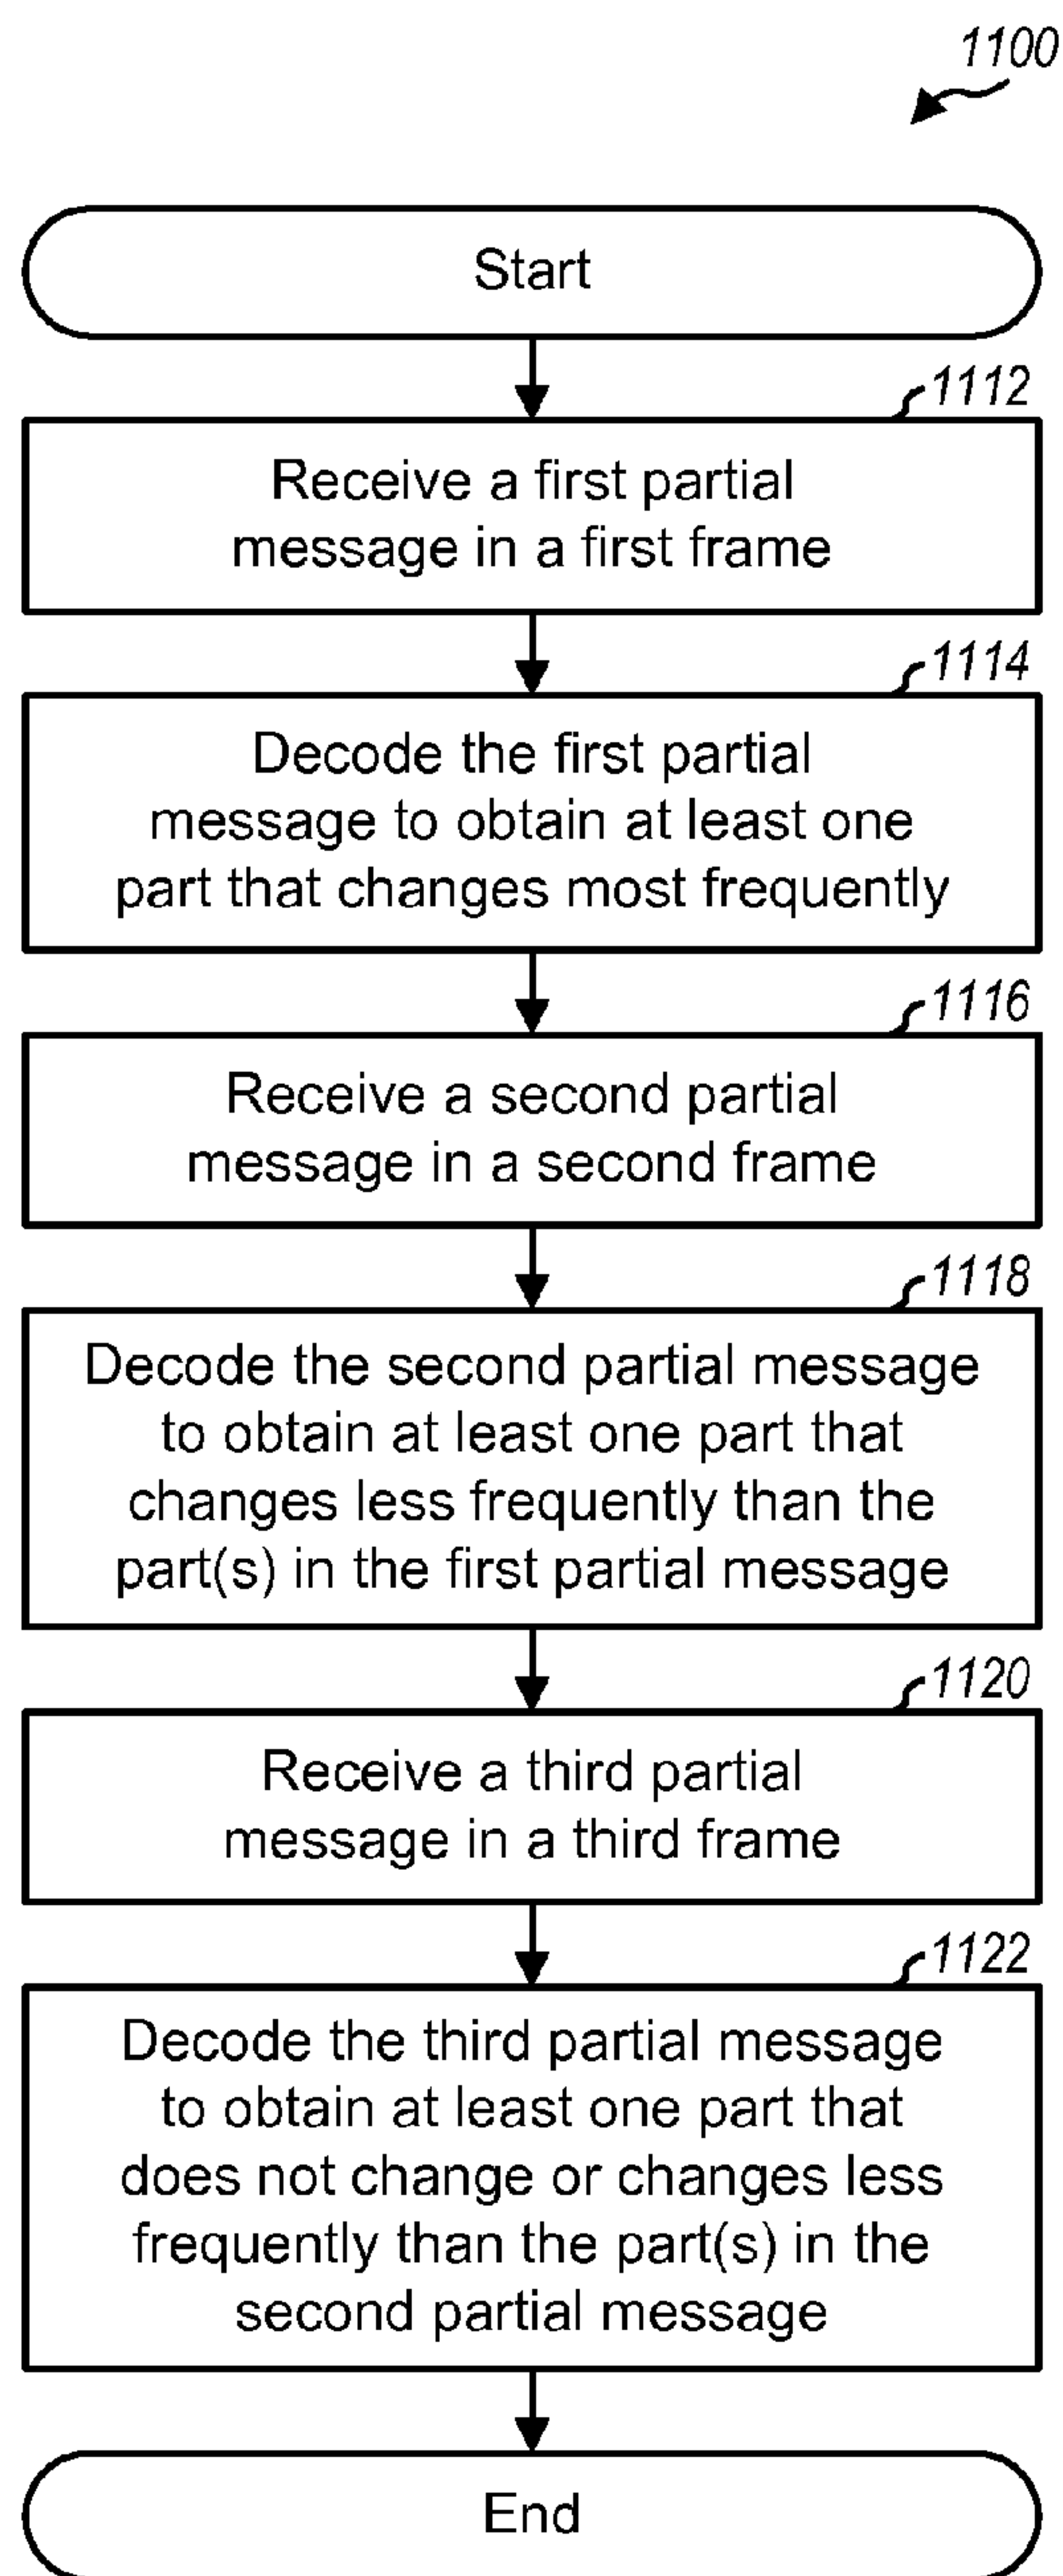 1100
Start
1112
Receive a first partial
message in a first frame
1114
Decode the first partial
message to obtain at least one
part that changes most frequently
1116
Receive a second partial
message in a second frame
1118
Decode the second partial message
to obtain at least one part that
changes less frequently than the
part(s) in the first partial message
1120
Receive a third partial
message in a third frame
1122
Decode the third partial message
to obtain at least one part that
does not change or changes less
frequently than the part(s) in the
second partial message
End